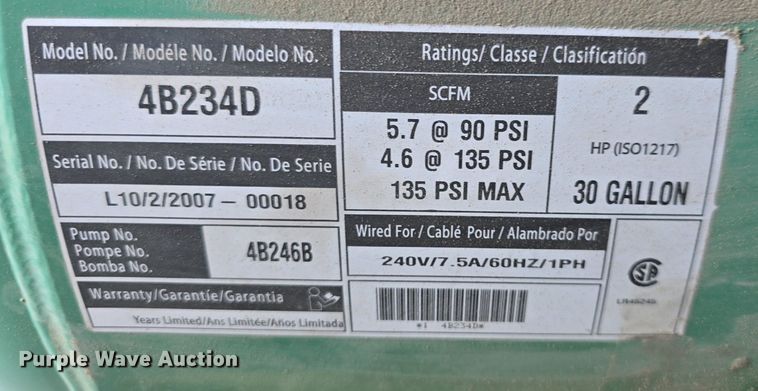 Model No./ Modéle No. / Modelo No.
4B234D
Serial No. / No. De Série / No. De Serie
L10/2/2007 - 00018
Pump No.
Pompe No.
Bomba No.
4B246B
Warranty/Garantíe/Garantia
Years Limited/Ans Limitée/Años Limitada
Ratings/ Classe / Clasificatión
SCFM
5.7 @ 90 PSI
4.6 @ 135 PSI
135 PSI MAX
2
HP (ISO1217)
30 GALLON
Wired For / Cablé Pour / Alambrado Por
240V/7.5A/60HZ/1PH
*1 4B234D*
Purple Wave Auction